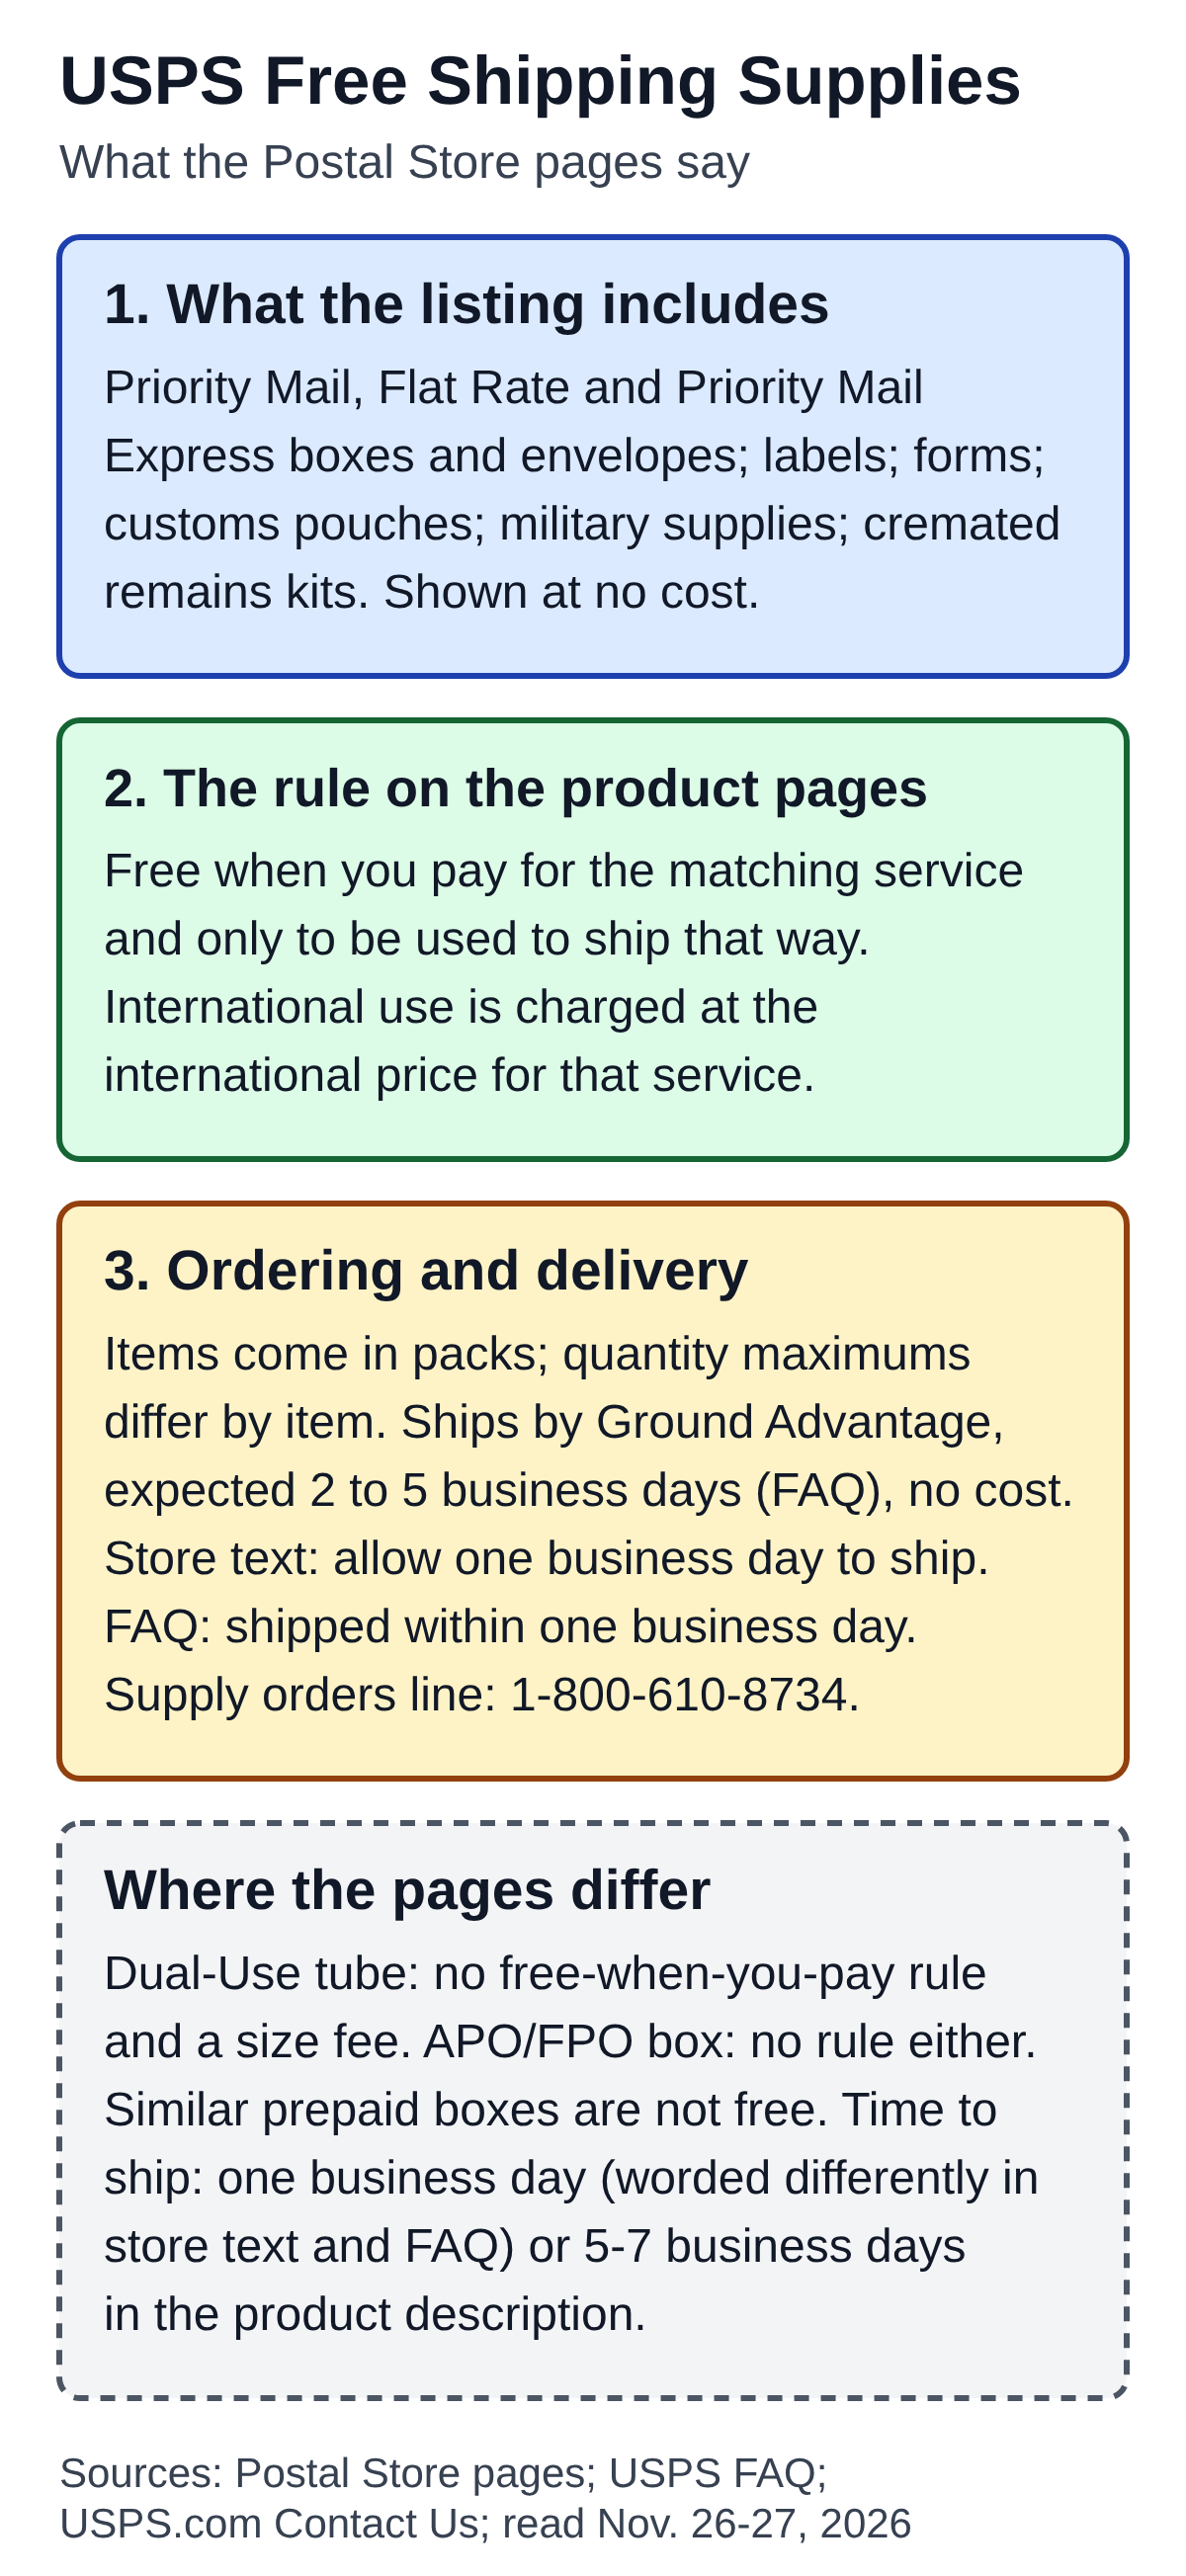 USPS Free Shipping Supplies
What the Postal Store pages say
1. What the listing includes
Priority Mail, Flat Rate and Priority Mail
Express boxes and envelopes; labels; forms;
customs pouches; military supplies; cremated
remains kits. Shown at no cost.
2. The rule on the product pages
Free when you pay for the matching service
and only to be used to ship that way.
International use is charged at the
international price for that service.
3. Ordering and delivery
Items come in packs; quantity maximums
differ by item. Ships by Ground Advantage,
expected 2 to 5 business days (FAQ), no cost.
Store text: allow one business day to ship.
FAQ: shipped within one business day.
Supply orders line: 1-800-610-8734.
Where the pages differ
Dual-Use tube: no free-when-you-pay rule
and a size fee. APO/FPO box: no rule either.
Similar prepaid boxes are not free. Time to
ship: one business day (worded differently in
store text and FAQ) or 5-7 business days
in the product description.
Sources: Postal Store pages; USPS FAQ;
USPS.com Contact Us; read Nov. 26-27, 2026